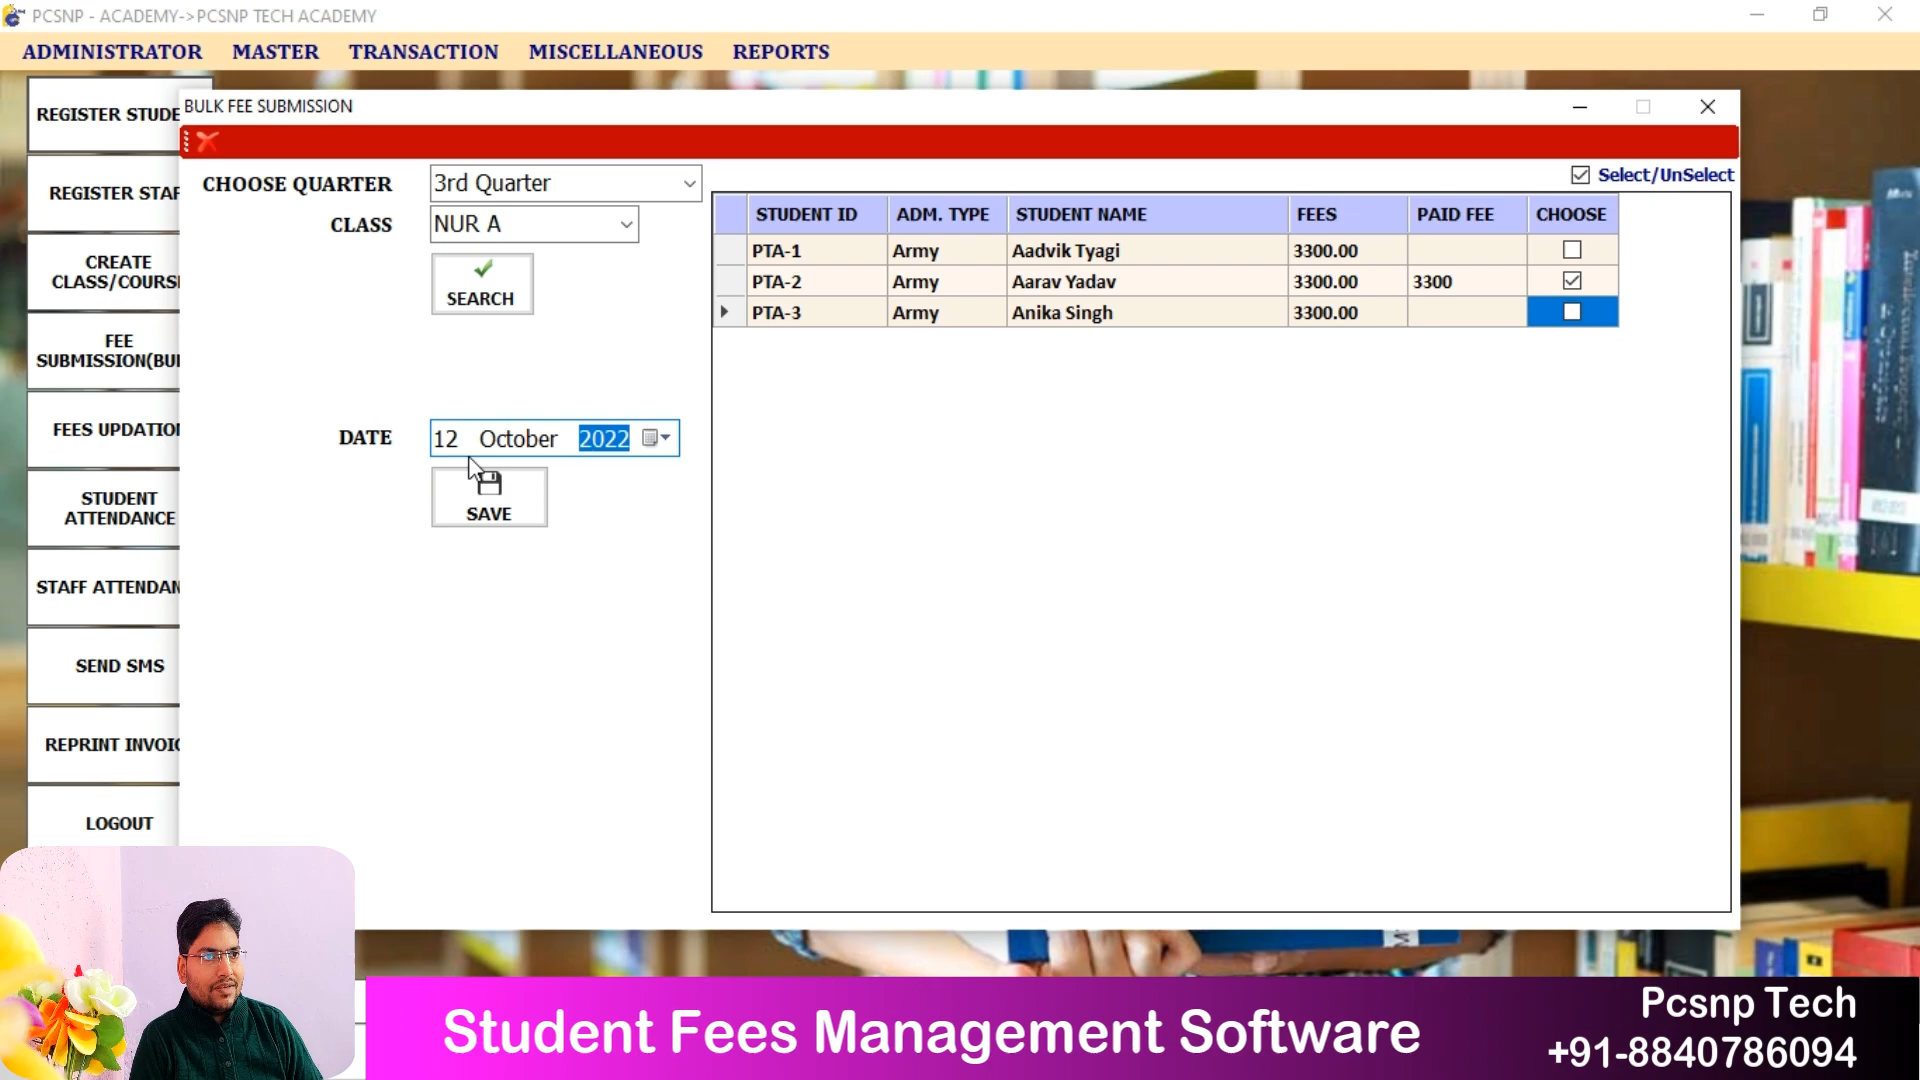 PCSNP - ACADEMY->PCSNP TECH ACADEMY
ADMINISTRATOR MASTER TRANSACTION MISCELLANEOUS REPORTS
REGISTER STUDE
REGISTER STAF
CREATE
CLASS/COURS
FEE
SUBMISSION(BU
FEES UPDATIO
STUDENT
ATTENDANCE
STAFF ATTENDAN
SEND SMS
REPRINT INVOIC
LOGOUT
BULK FEE SUBMISSION
CHOOSE QUARTER 3rd Quarter
CLASS NUR A
SEARCH
DATE 12 October 2022
SAVE
Select/UnSelect
STUDENT ID ADM. TYPE STUDENT NAME FEES PAID FEE CHOOSE
PTA-1 Army Aadvik Tyagi 3300.00
PTA-2 Army Aarav Yadav 3300.00 3300
PTA-3 Army Anika Singh 3300.00
Student Fees Management Software
Pcsnp Tech
+91-8840786094